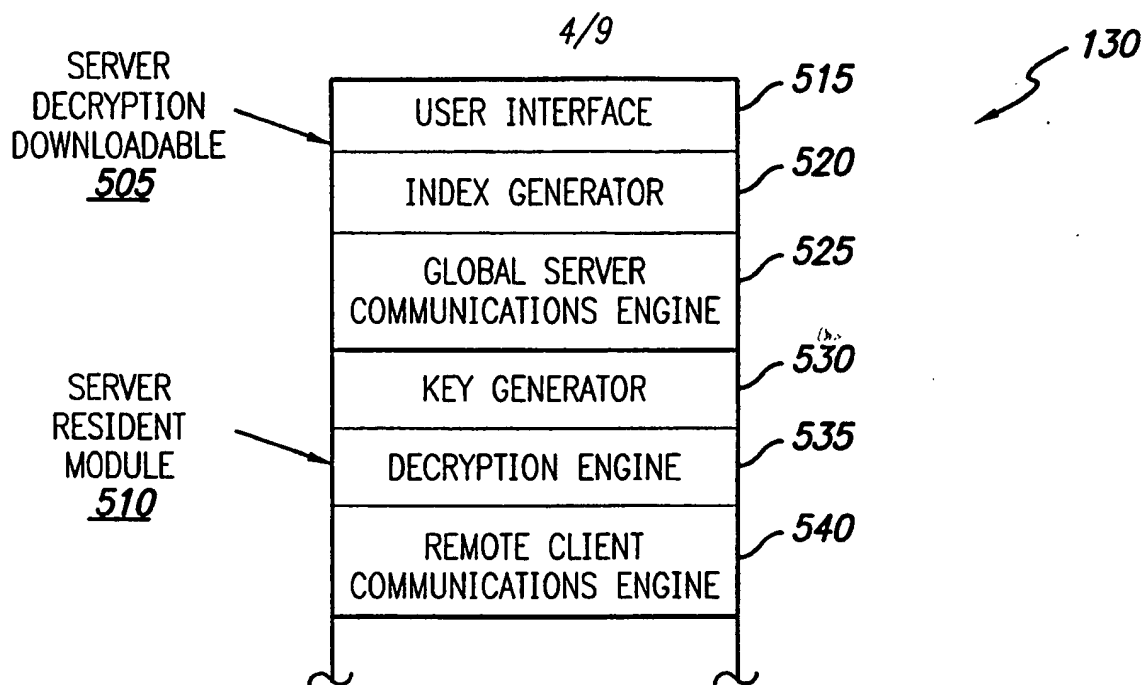 4/9
130
SERVER
DECRYPTION
DOWNLOADABLE
505
USER INTERFACE
515
INDEX GENERATOR
520
GLOBAL SERVER
COMMUNICATIONS ENGINE
525
SERVER
RESIDENT
MODULE
510
KEY GENERATOR
530
DECRYPTION ENGINE
535
REMOTE CLIENT
COMMUNICATIONS ENGINE
540